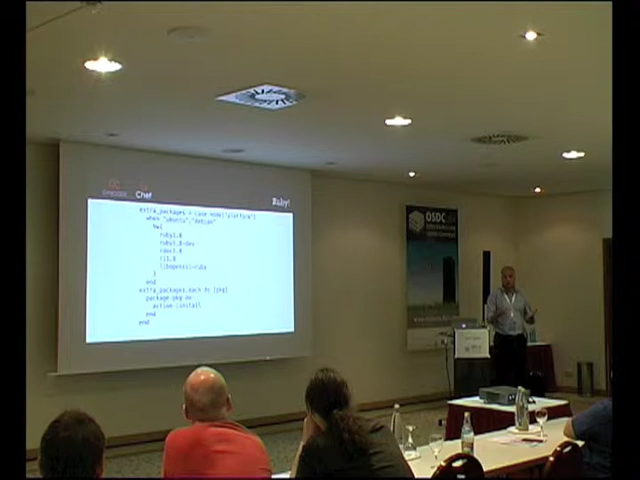 Chef
Ruby!
extra_packages = case node["platform"]
when "ubuntu","debian"
%w{
ruby1.8
ruby1.8-dev
rdoc1.8
ri1.8
libopenssl-ruby
}
end
extra_packages.each do |pkg|
package pkg do
action :install
end
end
OSDC